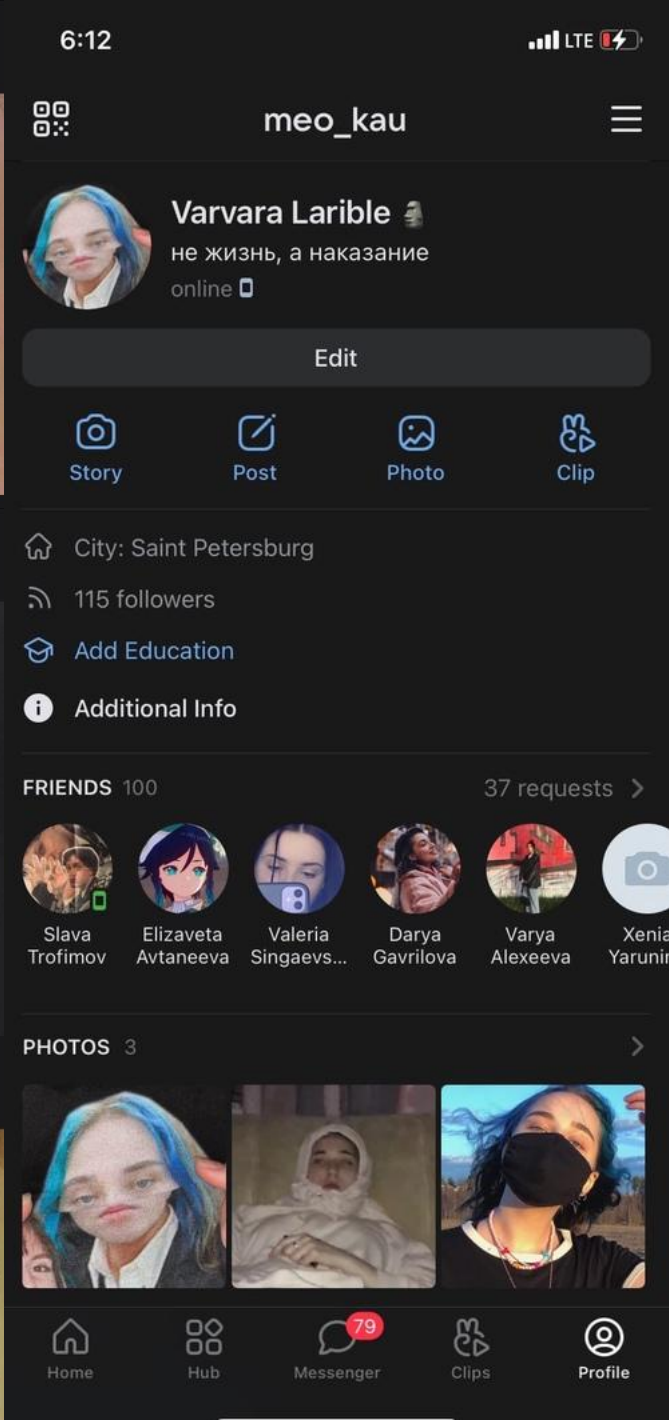 6:12
LTE
meo_kau
Varvara Larible 🗿
не жизнь, а наказание
online
Edit
Story
Post
Photo
Clip
City: Saint Petersburg
115 followers
Add Education
Additional Info
FRIENDS 100
37 requests
Slava Trofimov
Elizaveta Avtaneeva
Valeria Singaevs...
Darya Gavrilova
Varya Alexeeva
Xenia
PHOTOS 3
79
Home
Hub
Messenger
Clips
Profile